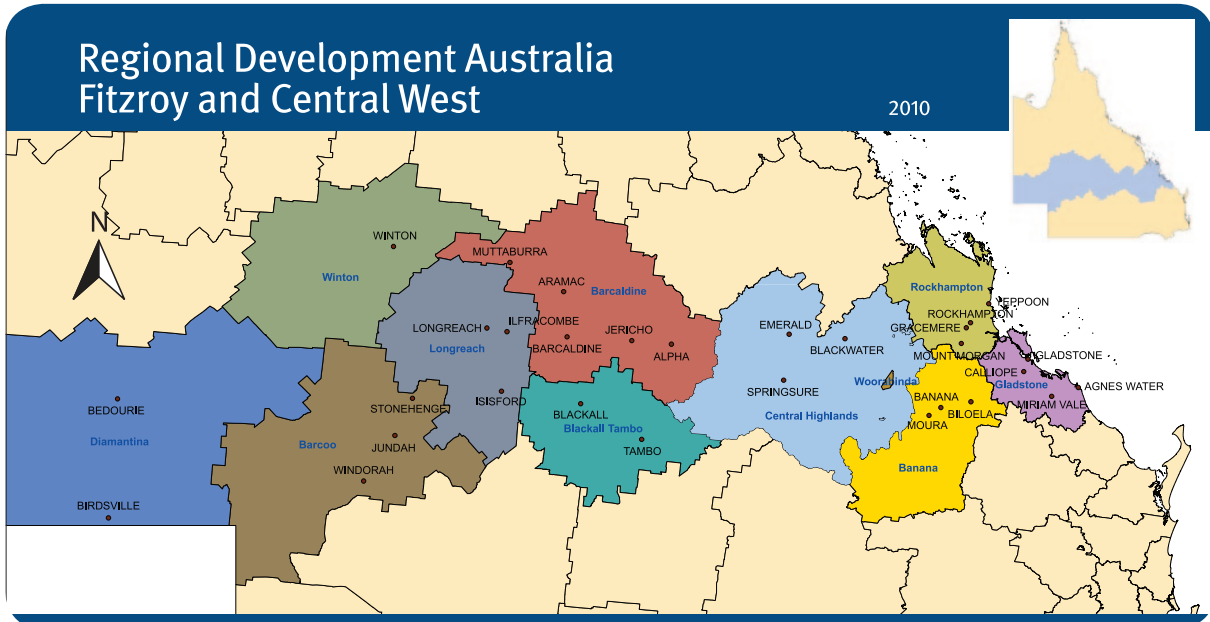 Regional Development Australia
Fitzroy and Central West
2010
N
WINTON
Winton
MUTTABURRA
ARAMAC
Barcaldine
Rockhampton
YEPPOON
ROCKHAMPTON
GRACEMERE
LONGREACH
ILFRACOMBE
JERICHO
EMERALD
Longreach
BARCALDINE
ALPHA
BLACKWATER
MOUNT MORGAN
GLADSTONE
CALLIOPE
Gladstone
AGNES WATER
Woorabinda
SPRINGSURE
BANANA
MIRIAM VALE
BEDOURIE
STONEHENGE
ISISFORD
BLACKALL
Central Highlands
BILOELA
Blackall Tambo
MOURA
Diamantina
Barcoo
JUNDAH
TAMBO
WINDORAH
Banana
BIRDSVILLE